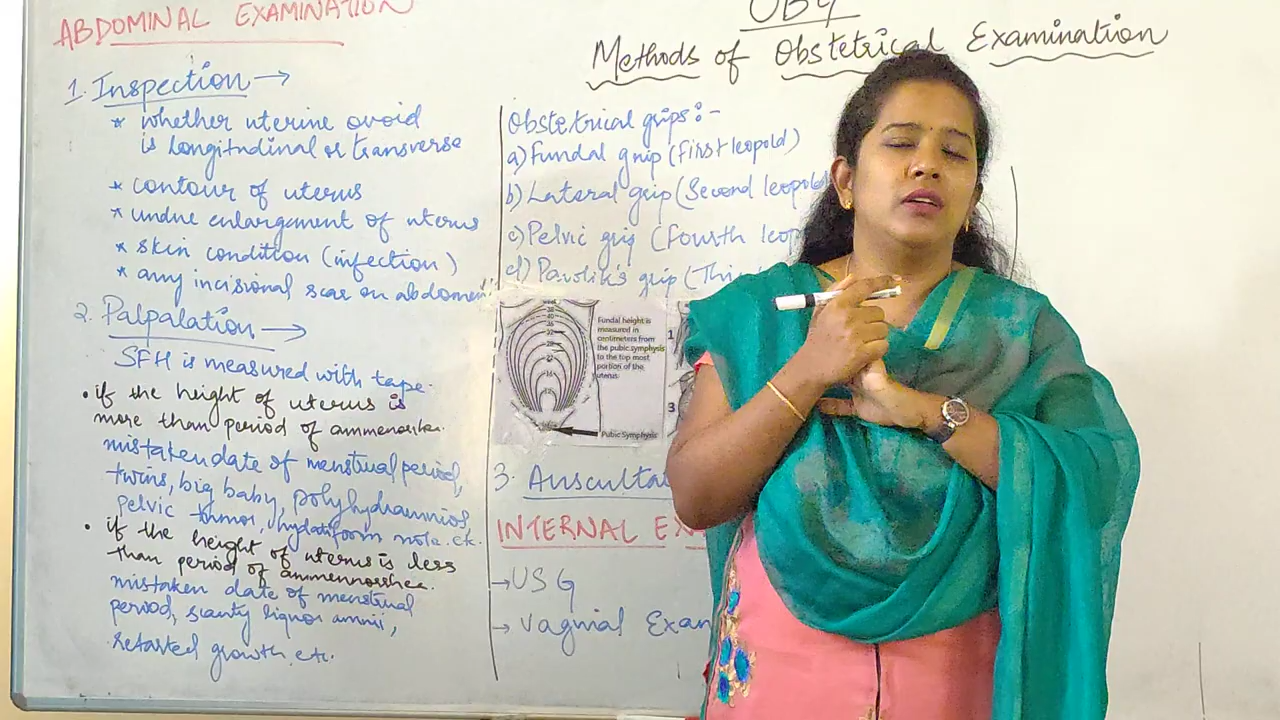 OBG
Methods of Obstetrical Examination
ABDOMINAL EXAMINATION
1. Inspection →
* whether uterine ovoid
is longitudinal or transverse
* contour of uterus
* undue enlargement of uterus
* skin condition (infection)
* any incisional scar on abdomen
2. Palpalation →
SFH is measured with tape.
• if the height of uterus is
more than period of ammenorrhea.
mistaken date of menstrual period,
twins, big baby, polyhydramnios,
pelvic tumor, hydatiform mole. etc.
• if the height of uterus is less
than period of ammenorrhea.
mistaken date of menstrual
period, scanty liquor amnii,
retarted growth, etc.
Obstetrical grips:-
a) Fundal grip (First leopold)
b) Lateral grip (Second leopold
c) Pelvic grip (Fourth leop
d) Pawlik's grip (Thi
Fundal height is
measured in
centimeters from
the pubic symphysis
to the top most
portion of the
uterus
Pubic Symphysis
1
3
3. Ausculta
INTERNAL EX
→ USG
→ Vaginal Exam